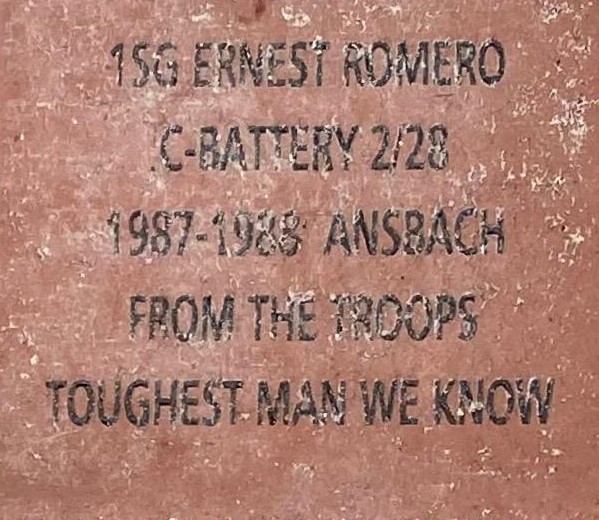 1SG ERNEST ROMERO
C-BATTERY 2/28
1987-1988 ANSBACH
FROM THE TROOPS
TOUGHEST MAN WE KNOW